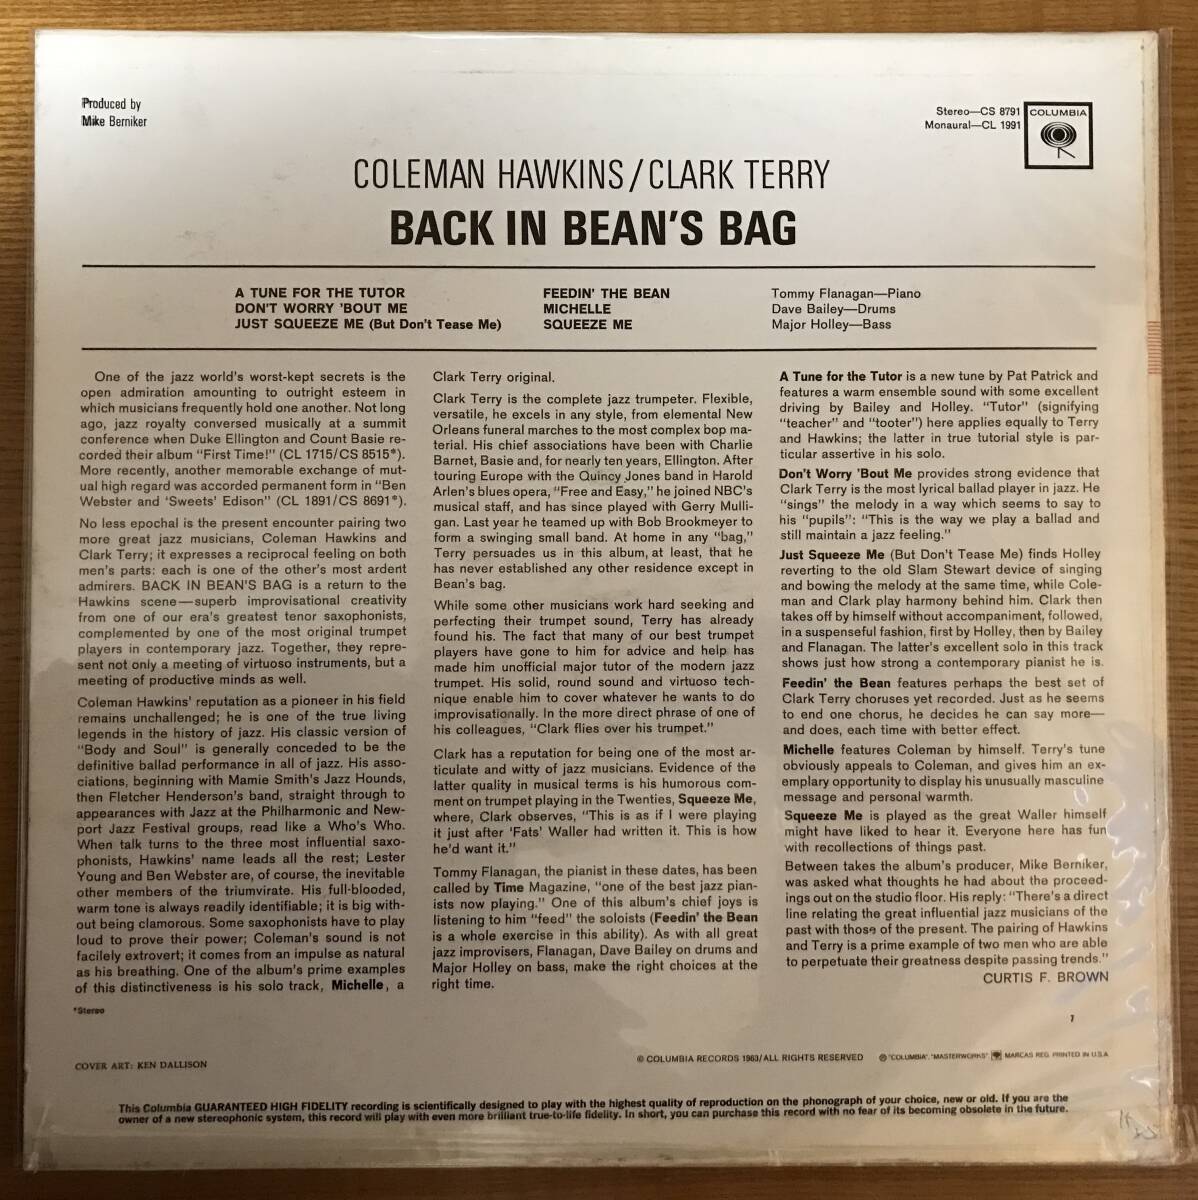 Produced by
Mike Berniker
Stereo—CS 8791
Monaural—CL 1991
COLUMBIA
COLEMAN HAWKINS/CLARK TERRY
BACK IN BEAN'S BAG
A TUNE FOR THE TUTOR
DON'T WORRY 'BOUT ME
JUST SQUEEZE ME (But Don't Tease Me)
FEEDIN' THE BEAN
MICHELLE
SQUEEZE ME
Tommy Flanagan—Piano
Dave Bailey—Drums
Major Holley—Bass
One of the jazz world's worst-kept secrets is the
open admiration amounting to outright esteem in
which musicians frequently hold one another. Not long
ago, jazz royalty conversed musically at a summit
conference when Duke Ellington and Count Basie re-
corded their album "First Time!" (CL 1715/CS 8515*).
More recently, another memorable exchange of mut-
ual high regard was accorded permanent form in "Ben
Webster and 'Sweets' Edison" (CL 1891/CS 8691*).
No less epochal is the present encounter pairing two
more great jazz musicians, Coleman Hawkins and
Clark Terry; it expresses a reciprocal feeling on both
men's parts: each is one of the other's most ardent
admirers. BACK IN BEAN'S BAG is a return to the
Hawkins scene—superb improvisational creativity
from one of our era's greatest tenor saxophonists,
complemented by one of the most original trumpet
players in contemporary jazz. Together, they repre-
sent not only a meeting of virtuoso instruments, but a
meeting of productive minds as well.
Coleman Hawkins' reputation as a pioneer in his field
remains unchallenged; he is one of the true living
legends in the history of jazz. His classic version of
"Body and Soul" is generally conceded to be the
definitive ballad performance in all of jazz. His asso-
ciations, beginning with Mamie Smith's Jazz Hounds,
then Fletcher Henderson's band, straight through to
appearances with Jazz at the Philharmonic and New-
port Jazz Festival groups, read like a Who's Who.
When talk turns to the three most influential saxo-
phonists, Hawkins' name leads all the rest; Lester
Young and Ben Webster are, of course, the inevitable
other members of the triumvirate. His full-blooded,
warm tone is always readily identifiable; it is big with-
out being clamorous. Some saxophonists have to play
loud to prove their power; Coleman's sound is not
facilely extrovert; it comes from an impulse as natural
as his breathing. One of the album's prime examples
of this distinctiveness is his solo track, Michelle, a
*Stereo
Clark Terry original.
Clark Terry is the complete jazz trumpeter. Flexible,
versatile, he excels in any style, from elemental New
Orleans funeral marches to the most complex bop ma-
terial. His chief associations have been with Charlie
Barnet, Basie and, for nearly ten years, Ellington. After
touring Europe with the Quincy Jones band in Harold
Arlen's blues opera, "Free and Easy," he joined NBC's
musical staff, and has since played with Gerry Mulli-
gan. Last year he teamed up with Bob Brookmeyer to
form a swinging small band. At home in any "bag,"
Terry persuades us in this album, at least, that he
has never established any other residence except in
Bean's bag.
While some other musicians work hard seeking and
perfecting their trumpet sound, Terry has already
found his. The fact that many of our best trumpet
players have gone to him for advice and help has
made him unofficial major tutor of the modern jazz
trumpet. His solid, round sound and virtuoso tech-
nique enable him to cover whatever he wants to do
improvisationally. In the more direct phrase of one of
his colleagues, "Clark flies over his trumpet."
Clark has a reputation for being one of the most ar-
ticulate and witty of jazz musicians. Evidence of the
latter quality in musical terms is his humorous com-
ment on trumpet playing in the Twenties, Squeeze Me,
where, Clark observes, "This is as if I were playing
it just after 'Fats' Waller had written it. This is how
he'd want it."
Tommy Flanagan, the pianist in these dates, has been
called by Time Magazine, "one of the best jazz pian-
ists now playing." One of this album's chief joys is
listening to him "feed" the soloists (Feedin' the Bean
is a whole exercise in this ability). As with all great
jazz improvisers, Flanagan, Dave Bailey on drums and
Major Holley on bass, make the right choices at the
right time.
A Tune for the Tutor is a new tune by Pat Patrick and
features a warm ensemble sound with some excellent
driving by Bailey and Holley. "Tutor" (signifying
"teacher" and "tooter") here applies equally to Terry
and Hawkins; the latter in true tutorial style is par-
ticular assertive in his solo.
Don't Worry 'Bout Me provides strong evidence that
Clark Terry is the most lyrical ballad player in jazz. He
"sings" the melody in a way which seems to say to
his "pupils": "This is the way we play a ballad and
still maintain a jazz feeling."
Just Squeeze Me (But Don't Tease Me) finds Holley
reverting to the old Slam Stewart device of singing
and bowing the melody at the same time, while Cole-
man and Clark play harmony behind him. Clark then
takes off by himself without accompaniment, followed,
in a suspenseful fashion, first by Holley, then by Bailey
and Flanagan. The latter's excellent solo in this track
shows just how strong a contemporary pianist he is.
Feedin' the Bean features perhaps the best set of
Clark Terry choruses yet recorded. Just as he seems
to end one chorus, he decides he can say more—
and does, each time with better effect.
Michelle features Coleman by himself. Terry's tune
obviously appeals to Coleman, and gives him an ex-
emplary opportunity to display his unusually masculine
message and personal warmth.
Squeeze Me is played as the great Waller himself
might have liked to hear it. Everyone here has fun
with recollections of things past.
Between takes the album's producer, Mike Berniker,
was asked what thoughts he had about the proceed-
ings out on the studio floor. His reply: "There's a direct
line relating the great influential jazz musicians of the
past with those of the present. The pairing of Hawkins
and Terry is a prime example of two men who are able
to perpetuate their greatness despite passing trends."
CURTIS F. BROWN
1
COVER ART: KEN DALLISON
© COLUMBIA RECORDS 1963/ALL RIGHTS RESERVED
® "COLUMBIA", "MASTERWORKS" MARCAS REG. PRINTED IN U.S.A.
This Columbia GUARANTEED HIGH FIDELITY recording is scientifically designed to play with the highest quality of reproduction on the phonograph of your choice, new or old. If you are the
owner of a new stereophonic system, this record will play with even more brilliant true-to-life fidelity. In short, you can purchase this record with no fear of its becoming obsolete in the future.